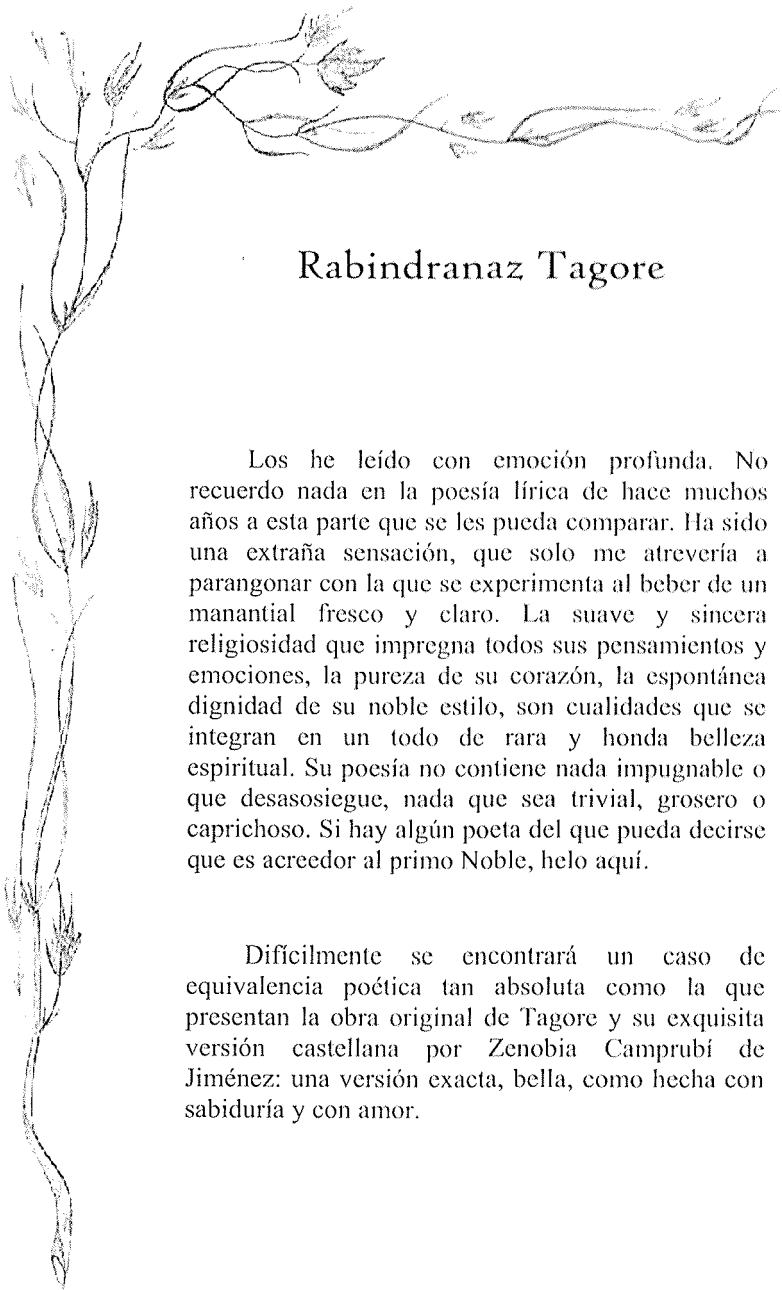 Rabindranaz Tagore
Los he leído con emoción profunda. No
recuerdo nada en la poesía lírica de hace muchos
años a esta parte que se les pueda comparar. Ha sido
una extraña sensación, que solo me atrevería a
parangonar con la que se experimenta al beber de un
manantial fresco y claro. La suave y sincera
religiosidad que impregna todos sus pensamientos y
emociones, la pureza de su corazón, la espontánea
dignidad de su noble estilo, son cualidades que se
integran en un todo de rara y honda belleza
espiritual. Su poesía no contiene nada impugnable o
que desasosiegue, nada que sea trivial, grosero o
caprichoso. Si hay algún poeta del que pueda decirse
que es acreedor al primo Noble, helo aquí.
Difícilmente se encontrará un caso de
equivalencia poética tan absoluta como la que
presentan la obra original de Tagore y su exquisita
versión castellana por Zenobia Camprubí de
Jiménez: una versión exacta, bella, como hecha con
sabiduría y con amor.